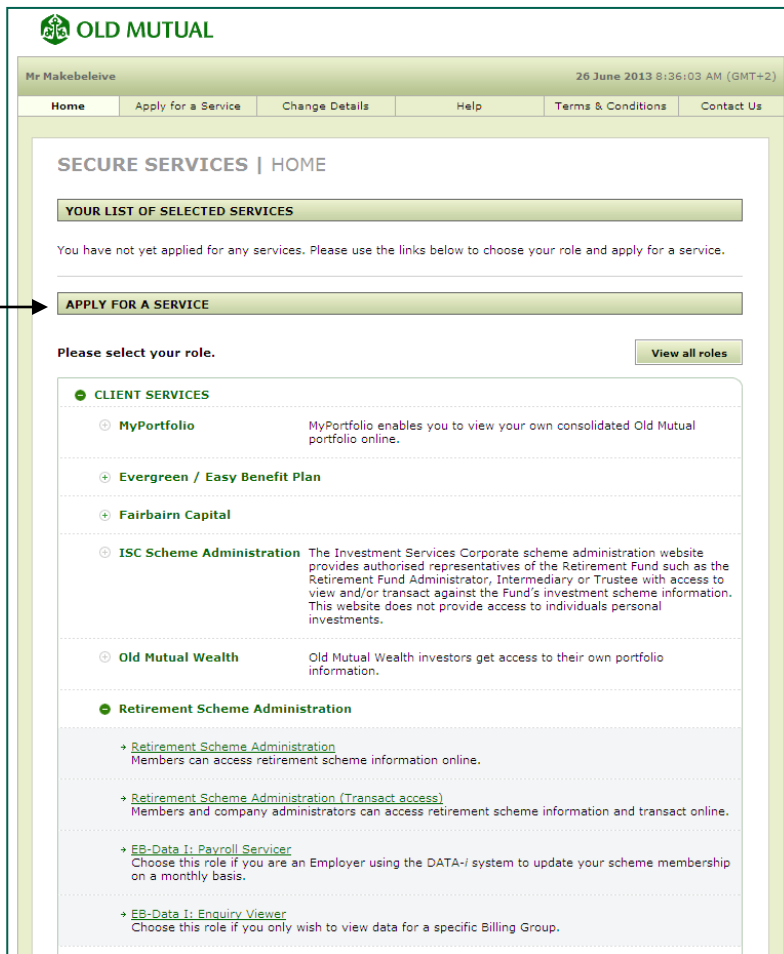 OLD MUTUAL
Mr Makebeleive 26 June 2013 8:36:03 AM (GMT+2)
Home Apply for a Service Change Details Help Terms & Conditions Contact Us
SECURE SERVICES | HOME
YOUR LIST OF SELECTED SERVICES
You have not yet applied for any services. Please use the links below to choose your role and apply for a service.
APPLY FOR A SERVICE
Please select your role. View all roles
CLIENT SERVICES
MyPortfolio MyPortfolio enables you to view your own consolidated Old Mutual
portfolio online.
Evergreen / Easy Benefit Plan
Fairbairn Capital
ISC Scheme Administration The Investment Services Corporate scheme administration website
provides authorised representatives of the Retirement Fund such as the
Retirement Fund Administrator, Intermediary or Trustee with access to
view and/or transact against the Fund's investment scheme information.
This website does not provide access to individuals personal
investments.
Old Mutual Wealth Old Mutual Wealth investors get access to their own portfolio
information.
Retirement Scheme Administration
Retirement Scheme Administration
Members can access retirement scheme information online.
Retirement Scheme Administration (Transact access)
Members and company administrators can access retirement scheme information and transact online.
EB-Data I: Payroll Servicer
Choose this role if you are an Employer using the DATA-i system to update your scheme membership
on a monthly basis.
EB-Data I: Enquiry Viewer
Choose this role if you only wish to view data for a specific Billing Group.